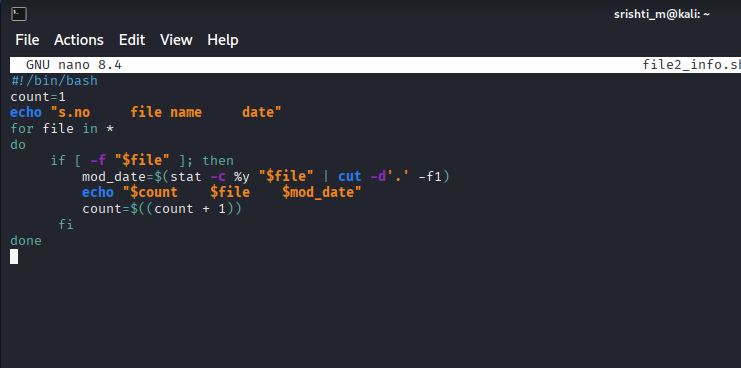 srishti_m@kali: ~
File Actions Edit View Help
GNU nano 8.4 file2_info.sh
#!/bin/bash
count=1
echo "s.no     file name     date"
for file in *
do
     if [ -f "$file" ]; then
         mod_date=$(stat -c %y "$file" | cut -d'.' -f1)
         echo "$count    $file    $mod_date"
         count=$((count + 1))
      fi
done